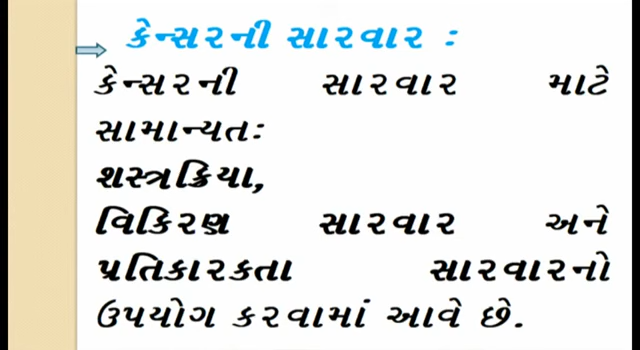 કેન્સરની સારવાર :
કેન્સરની સારવાર માટે
સામાન્યતઃ
શસ્ત્રક્રિયા,
વિકિરણ સારવાર અને
પ્રતિકારકતા સારવારનો
ઉપયોગ કરવામાં આવે છે.